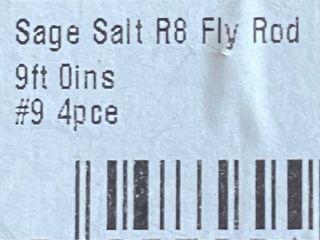 Sage Salt R8 Fly Rod
9ft 0ins
#9 4pce